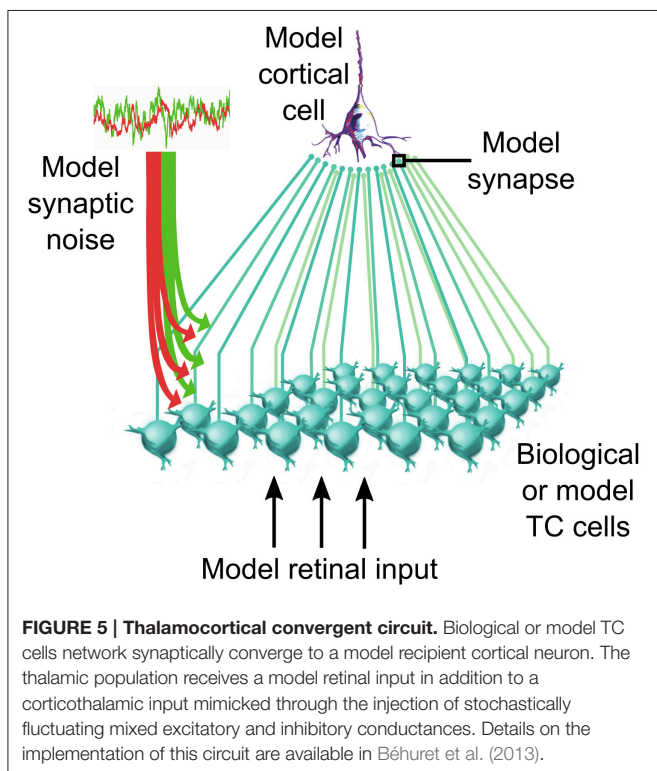 Model
cortical
cell
Model
synaptic
noise
Model
synapse
Biological
or model
TC cells
Model retinal input
FIGURE 5 | Thalamocortical convergent circuit. Biological or model TC
cells network synaptically converge to a model recipient cortical neuron. The
thalamic population receives a model retinal input in addition to a
corticothalamic input mimicked through the injection of stochastically
fluctuating mixed excitatory and inhibitory conductances. Details on the
implementation of this circuit are available in Béhuret et al. (2013).